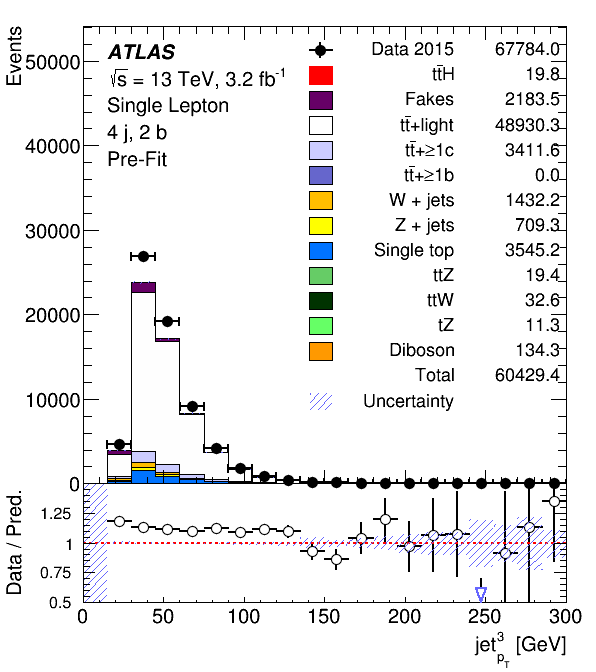 Events
50000
40000
30000
20000
10000
0
ATLAS
√s = 13 TeV, 3.2 fb⁻¹
Single Lepton
4 j, 2 b
Pre-Fit
Data 2015 67784.0
tt̄H 19.8
Fakes 2183.5
tt̄+light 48930.3
tt̄+≥1c 3411.6
tt̄+≥1b 0.0
W + jets 1432.2
Z + jets 709.3
Single top 3545.2
ttZ 19.4
ttW 32.6
tZ 11.3
Diboson 134.3
Total 60429.4
Uncertainty
Data / Pred.
1.25
1
0.75
0.5
0 50 100 150 200 250 300
jet³_pT [GeV]